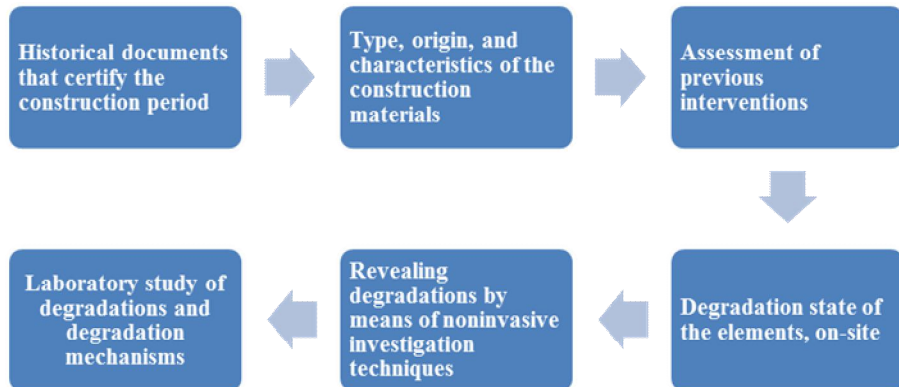 Historical documents
that certify the
construction period
Type, origin, and
characteristics of the
construction
materials
Assessment of
previous
interventions
Degradation state of
the elements, on-site
Revealing
degradations by
means of noninvasive
investigation
techniques
Laboratory study of
degradations and
degradation
mechanisms